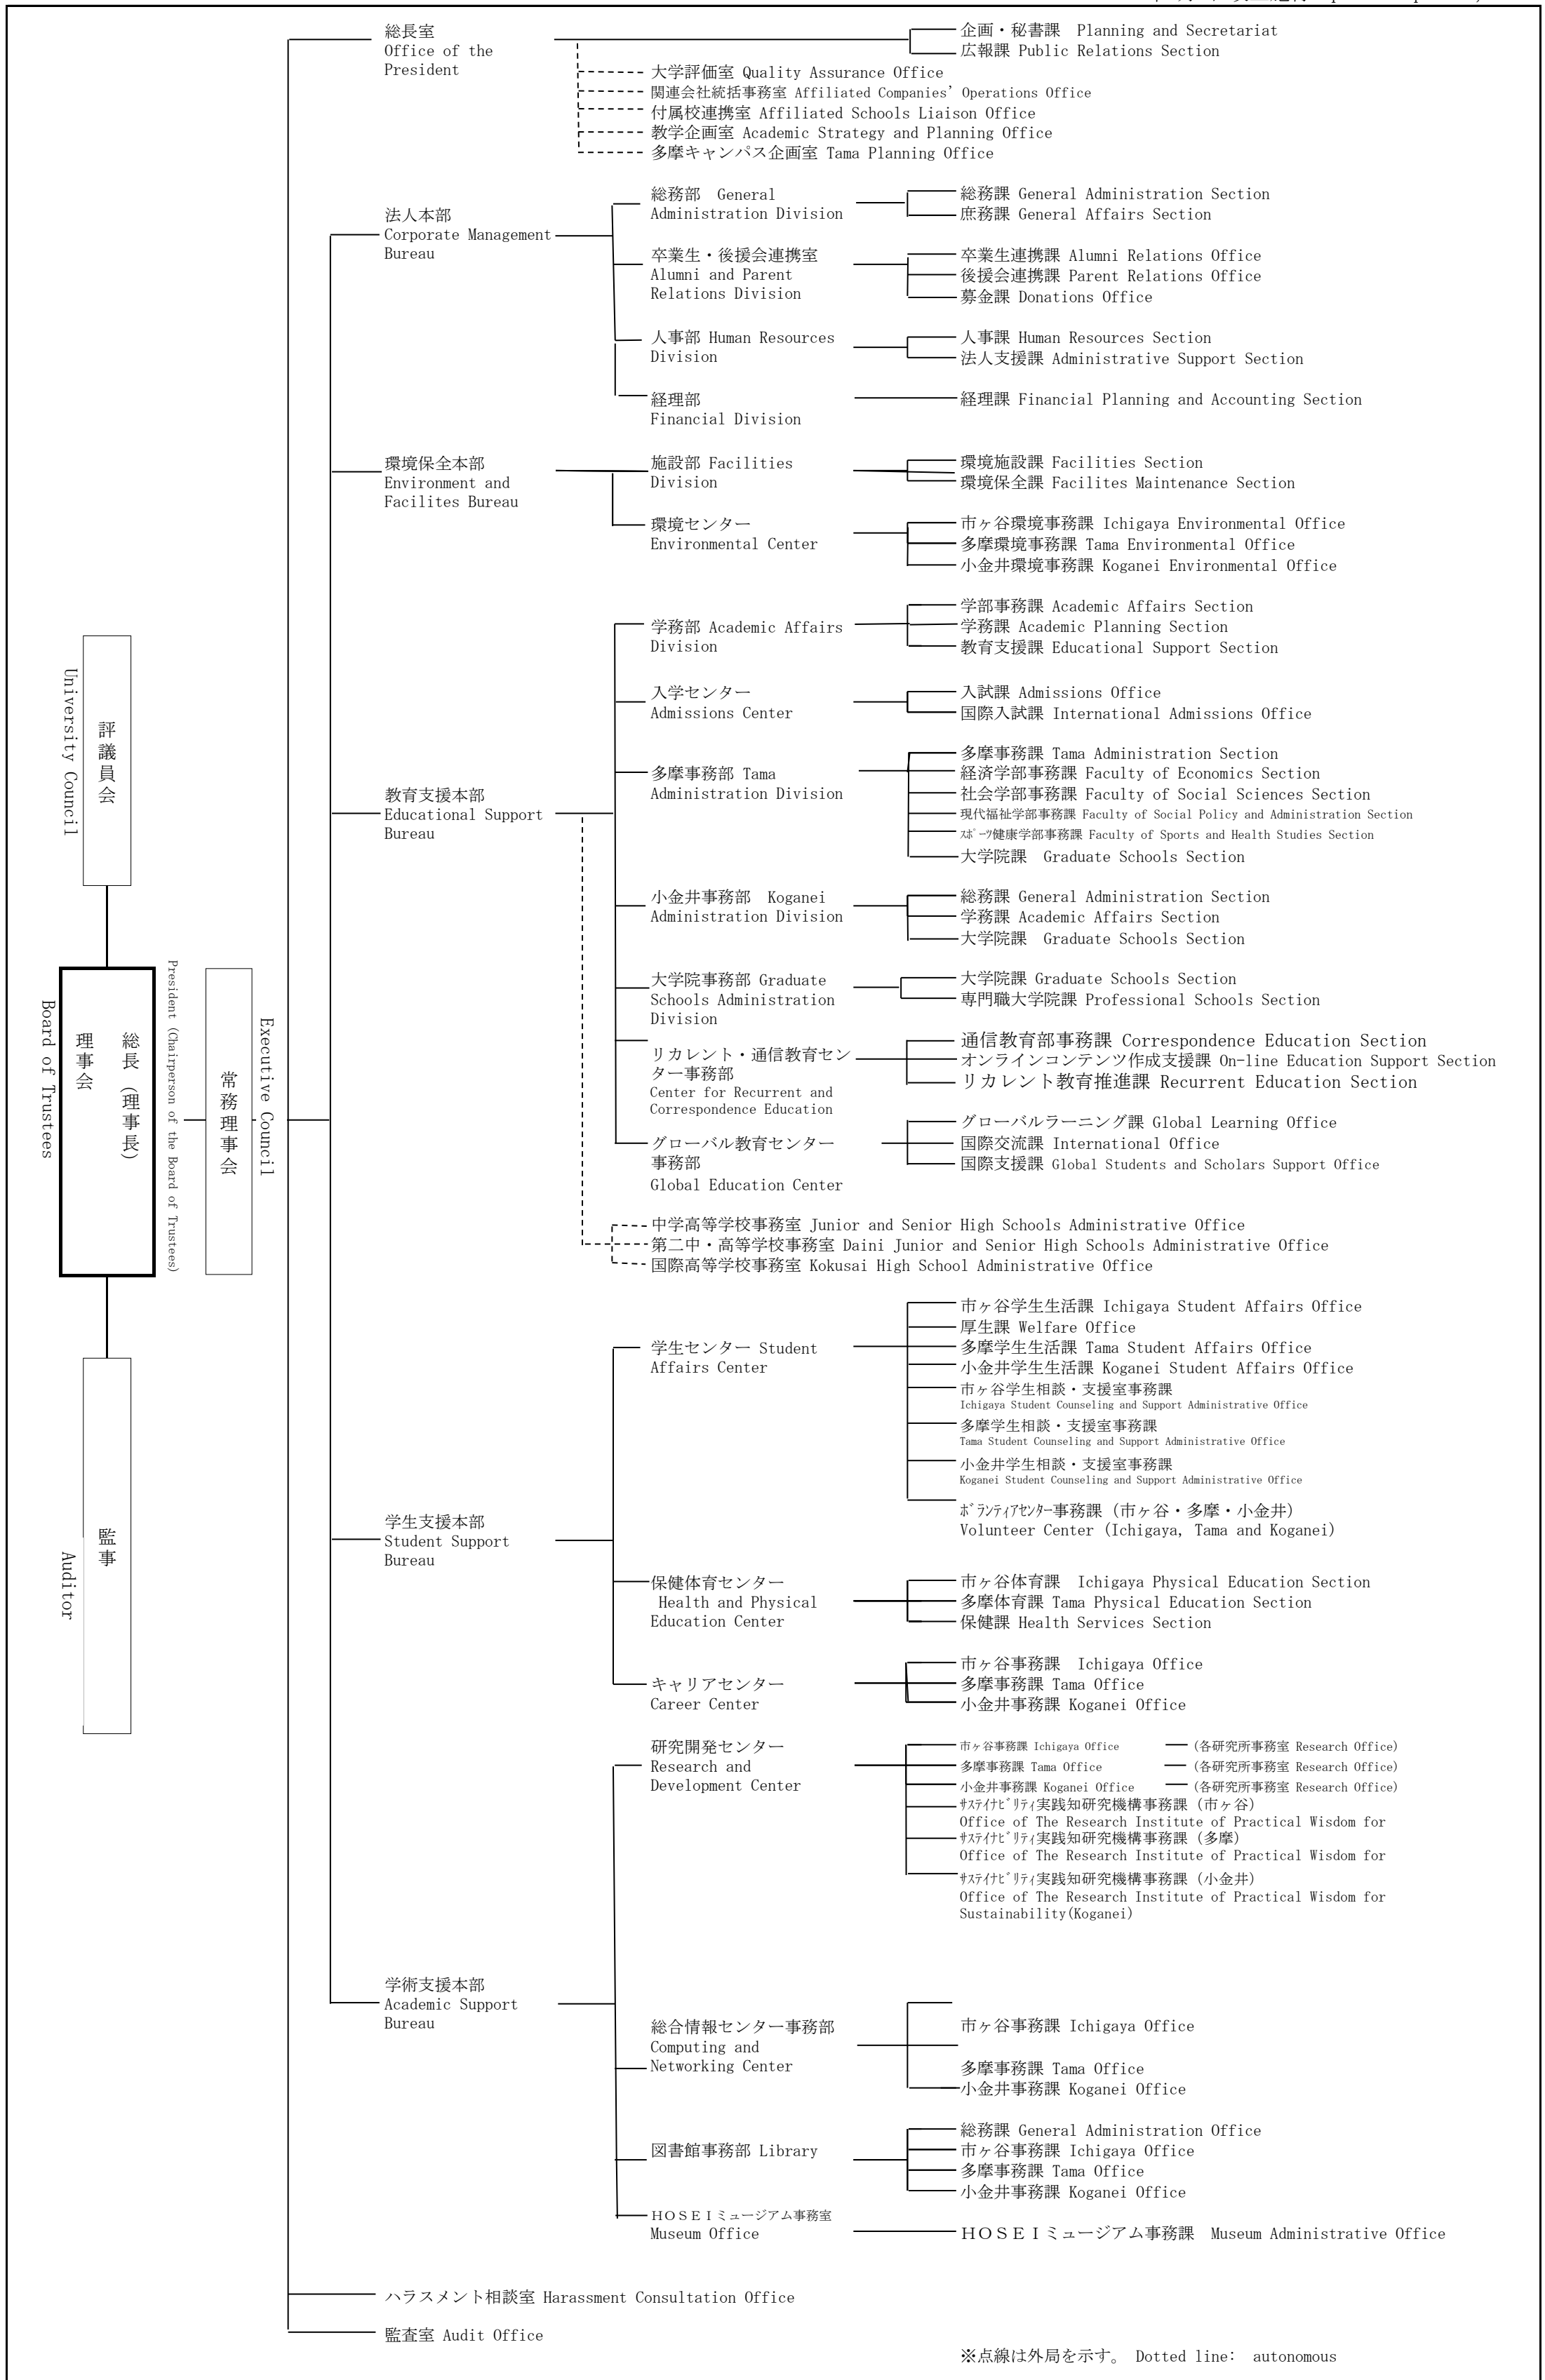 総長室
Office of the
President
企画・秘書課　Planning and Secretariat
広報課 Public Relations Section
大学評価室 Quality Assurance Office
関連会社統括事務室 Affiliated Companies' Operations Office
付属校連携室 Affiliated Schools Liaison Office
教学企画室 Academic Strategy and Planning Office
多摩キャンパス企画室 Tama Planning Office
法人本部
Corporate Management
Bureau
総務部　General
Administration Division
総務課 General Administration Section
庶務課 General Affairs Section
卒業生・後援会連携室
Alumni and Parent
Relations Division
卒業生連携課 Alumni Relations Office
後援会連携課 Parent Relations Office
募金課 Donations Office
人事部 Human Resources
Division
人事課 Human Resources Section
法人支援課 Administrative Support Section
経理部
Financial Division
経理課 Financial Planning and Accounting Section
環境保全本部
Environment and
Facilites Bureau
施設部 Facilities
Division
環境施設課 Facilities Section
環境保全課 Facilites Maintenance Section
環境センター
Environmental Center
市ヶ谷環境事務課 Ichigaya Environmental Office
多摩環境事務課 Tama Environmental Office
小金井環境事務課 Koganei Environmental Office
教育支援本部
Educational Support
Bureau
学務部 Academic Affairs
Division
学部事務課 Academic Affairs Section
学務課 Academic Planning Section
教育支援課 Educational Support Section
入学センター
Admissions Center
入試課 Admissions Office
国際入試課 International Admissions Office
多摩事務部 Tama
Administration Division
多摩事務課 Tama Administration Section
経済学部事務課 Faculty of Economics Section
社会学部事務課 Faculty of Social Sciences Section
現代福祉学部事務課 Faculty of Social Policy and Administration Section
ｽﾎﾟｰﾂ健康学部事務課 Faculty of Sports and Health Studies Section
大学院課　Graduate Schools Section
小金井事務部　Koganei
Administration Division
総務課 General Administration Section
学務課 Academic Affairs Section
大学院課　Graduate Schools Section
大学院事務部 Graduate
Schools Administration
Division
大学院課 Graduate Schools Section
専門職大学院課 Professional Schools Section
リカレント・通信教育セン
ター事務部
Center for Recurrent and
Correspondence Education
通信教育部事務課 Correspondence Education Section
オンラインコンテンツ作成支援課 On-line Education Support Section
リカレント教育推進課 Recurrent Education Section
グローバル教育センター
事務部
Global Education Center
グローバルラーニング課 Global Learning Office
国際交流課 International Office
国際支援課 Global Students and Scholars Support Office
中学高等学校事務室 Junior and Senior High Schools Administrative Office
第二中・高等学校事務室 Daini Junior and Senior High Schools Administrative Office
国際高等学校事務室 Kokusai High School Administrative Office
評議員会
University Council
総長（理事長）
理事会
President (Chairperson of the Board of Trustees)
Board of Trustees
常務理事会
Executive Council
監事
Auditor
学生支援本部
Student Support
Bureau
学生センター Student
Affairs Center
市ヶ谷学生生活課 Ichigaya Student Affairs Office
厚生課 Welfare Office
多摩学生生活課 Tama Student Affairs Office
小金井学生生活課 Koganei Student Affairs Office
市ヶ谷学生相談・支援室事務課
Ichigaya Student Counseling and Support Administrative Office
多摩学生相談・支援室事務課
Tama Student Counseling and Support Administrative Office
小金井学生相談・支援室事務課
Koganei Student Counseling and Support Administrative Office
ﾎﾞﾗﾝﾃｨｱｾﾝﾀｰ事務課（市ヶ谷・多摩・小金井）
Volunteer Center (Ichigaya, Tama and Koganei)
保健体育センター
Health and Physical
Education Center
市ヶ谷体育課　Ichigaya Physical Education Section
多摩体育課 Tama Physical Education Section
保健課 Health Services Section
キャリアセンター
Career Center
市ヶ谷事務課　Ichigaya Office
多摩事務課 Tama Office
小金井事務課 Koganei Office
学術支援本部
Academic Support
Bureau
研究開発センター
Research and
Development Center
市ヶ谷事務課 Ichigaya Office （各研究所事務室 Research Office）
多摩事務課 Tama Office （各研究所事務室 Research Office）
小金井事務課 Koganei Office （各研究所事務室 Research Office）
ｻｽﾃｲﾅﾋﾞﾘﾃｨ実践知研究機構事務課（市ヶ谷）
Office of The Research Institute of Practical Wisdom for
ｻｽﾃｲﾅﾋﾞﾘﾃｨ実践知研究機構事務課（多摩）
Office of The Research Institute of Practical Wisdom for
ｻｽﾃｲﾅﾋﾞﾘﾃｨ実践知研究機構事務課（小金井）
Office of The Research Institute of Practical Wisdom for
Sustainability(Koganei)
総合情報センター事務部
Computing and
Networking Center
市ヶ谷事務課 Ichigaya Office
多摩事務課 Tama Office
小金井事務課 Koganei Office
図書館事務部 Library
総務課 General Administration Office
市ヶ谷事務課 Ichigaya Office
多摩事務課 Tama Office
小金井事務課 Koganei Office
ＨＯＳＥＩミュージアム事務室
Museum Office
ＨＯＳＥＩミュージアム事務課　Museum Administrative Office
ハラスメント相談室 Harassment Consultation Office
監査室 Audit Office
※点線は外局を示す。 Dotted line:　autonomous